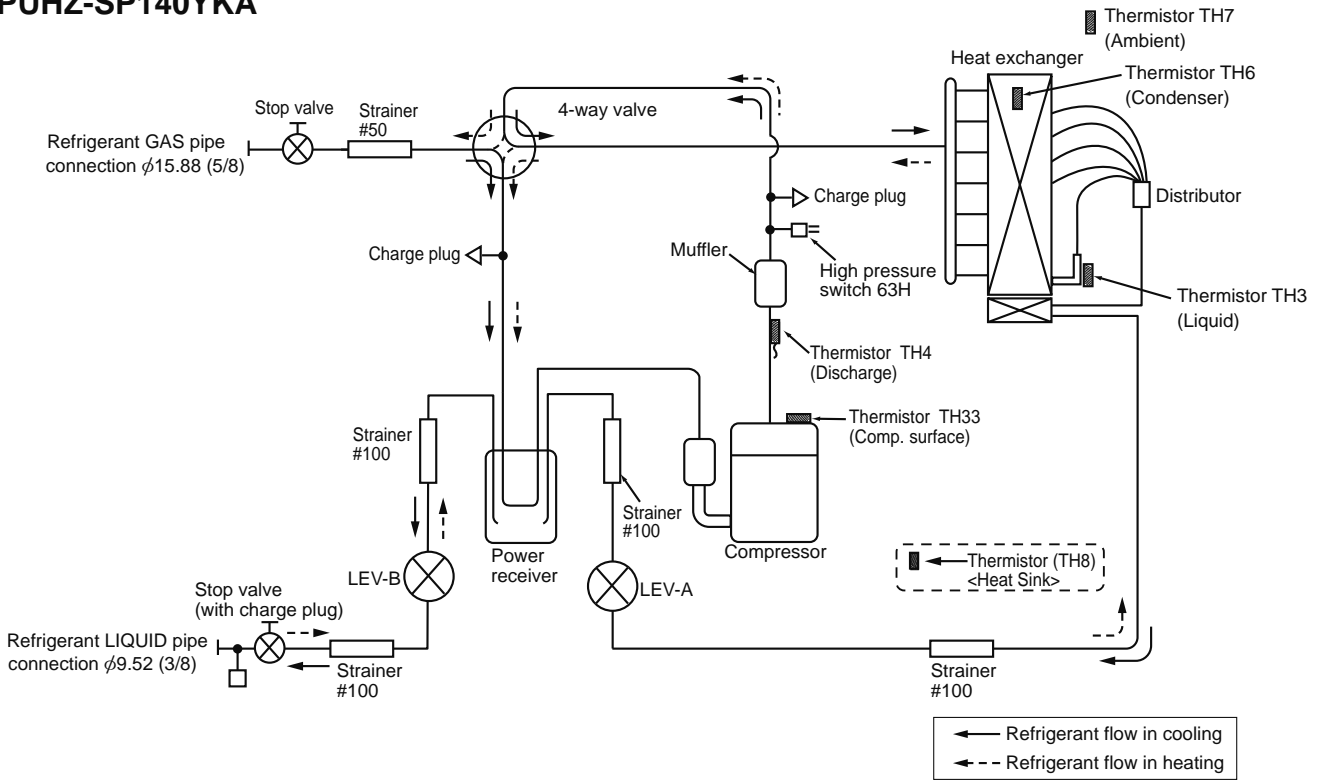 PUHZ-SP140YKA
Thermistor TH7
(Ambient)
Heat exchanger
Thermistor TH6
(Condenser)
Stop valve
Strainer
#50
4-way valve
Refrigerant GAS pipe
connection ϕ15.88 (5/8)
Charge plug
Distributor
Charge plug
Muffler
High pressure
switch 63H
Thermistor TH3
(Liquid)
Thermistor TH4
(Discharge)
Thermistor TH33
(Comp. surface)
Strainer
#100
Strainer
#100
Compressor
Power
receiver
Thermistor (TH8)
<Heat Sink>
LEV-B
LEV-A
Stop valve
(with charge plug)
Refrigerant LIQUID pipe
connection ϕ9.52 (3/8)
Strainer
#100
Strainer
#100
Refrigerant flow in cooling
Refrigerant flow in heating